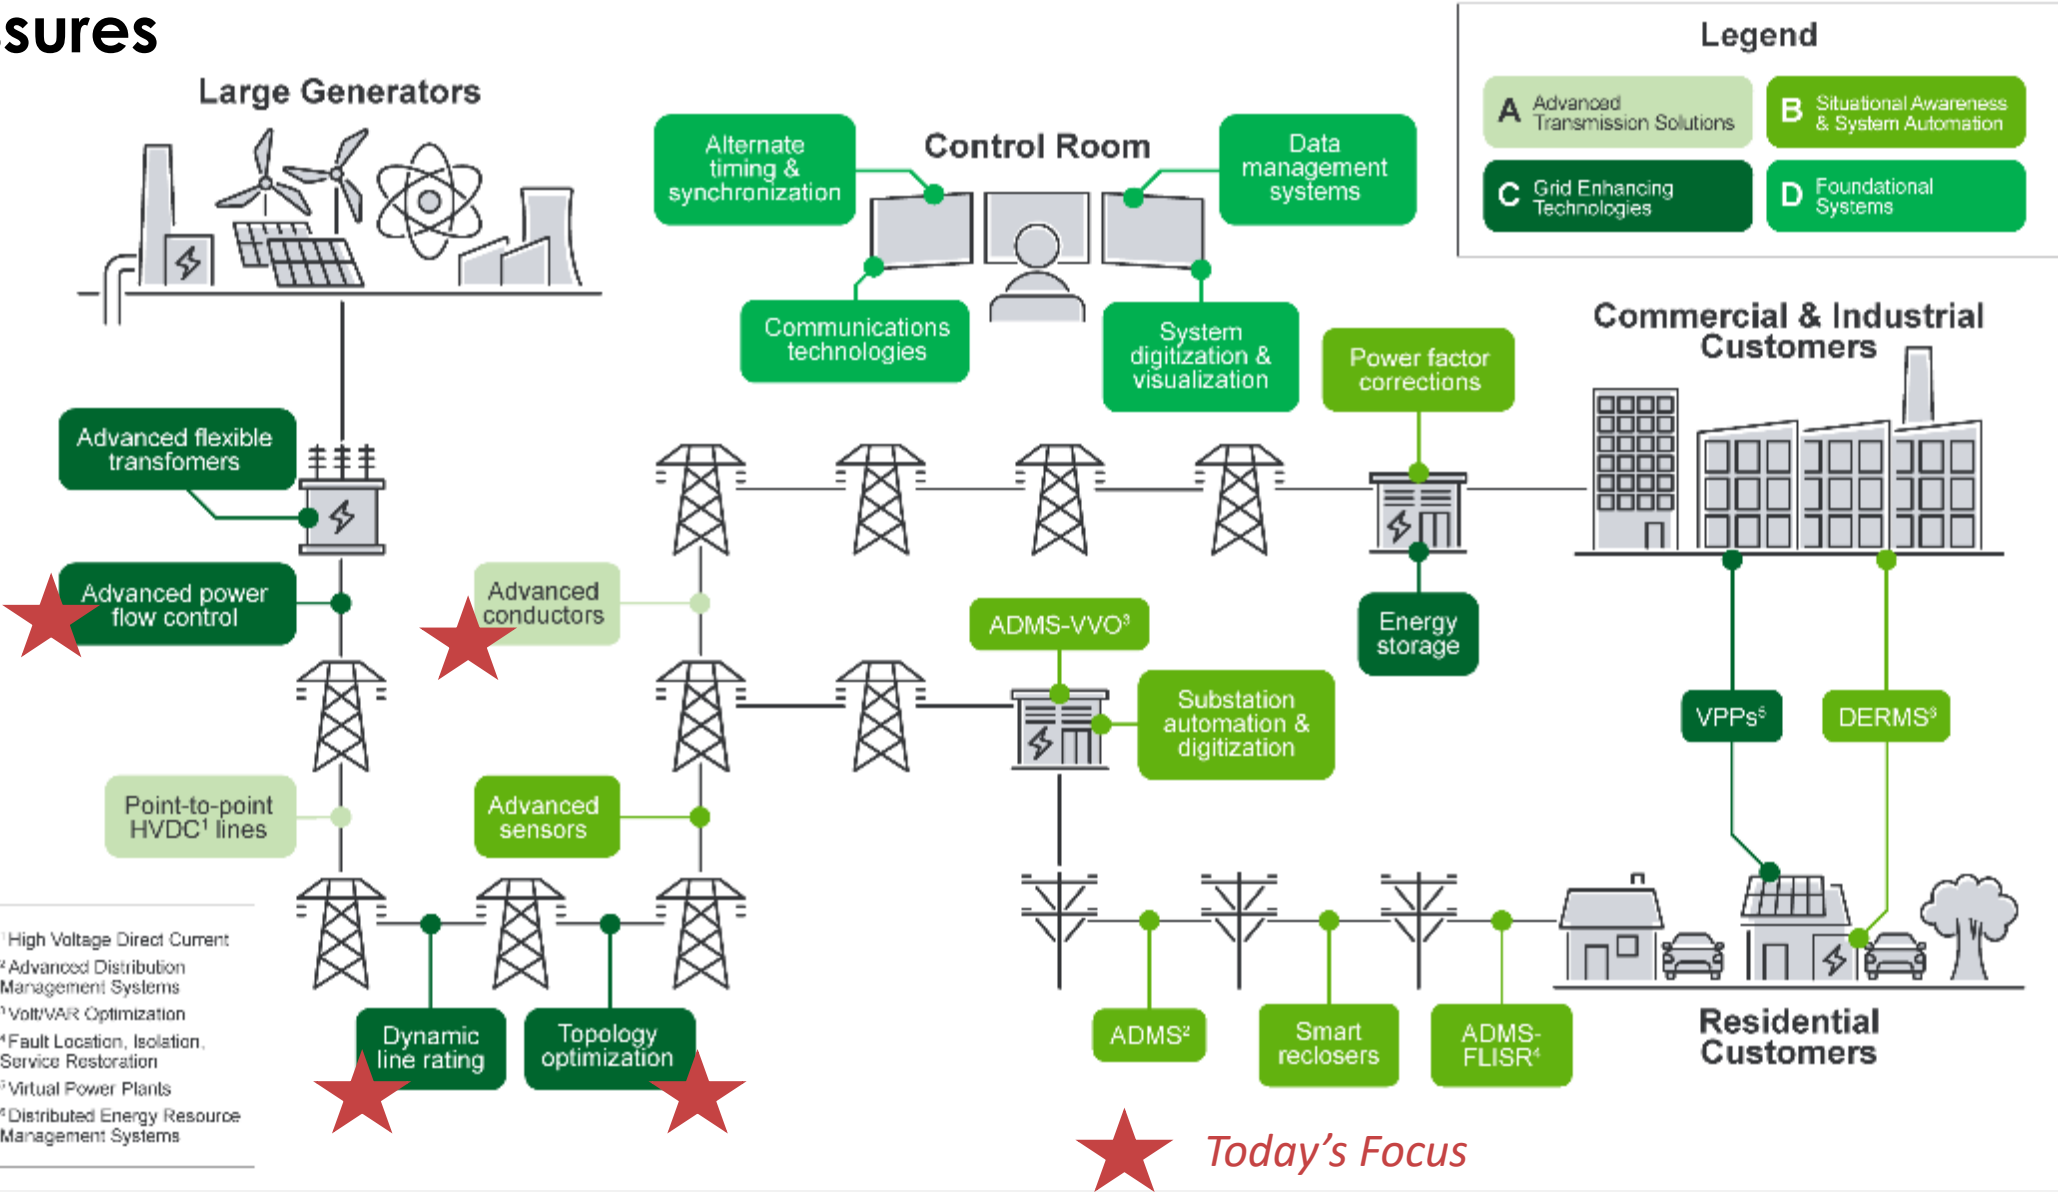 Large Generators
Control Room
Alternate
timing &
synchronization
Data
management
systems
Communications
technologies
System
digitization &
visualization
Legend
A Advanced
Transmission Solutions
B Situational Awareness
& System Automation
C Grid Enhancing
Technologies
D Foundational
Systems
Commercial & Industrial
Customers
Power factor
corrections
Advanced flexible
transfomers
Advanced power
flow control
Advanced
conductors
ADMS-VVO³
Energy
storage
Substation
automation &
digitization
VPPs⁵
DERMS⁶
Point-to-point
HVDC¹ lines
Advanced
sensors
Dynamic
line rating
Topology
optimization
ADMS²
Smart
reclosers
ADMS-
FLISR⁴
Residential
Customers
¹High Voltage Direct Current
²Advanced Distribution
Management Systems
³Volt/VAR Optimization
⁴Fault Location, Isolation,
Service Restoration
⁵Virtual Power Plants
⁶Distributed Energy Resource
Management Systems
Today's Focus